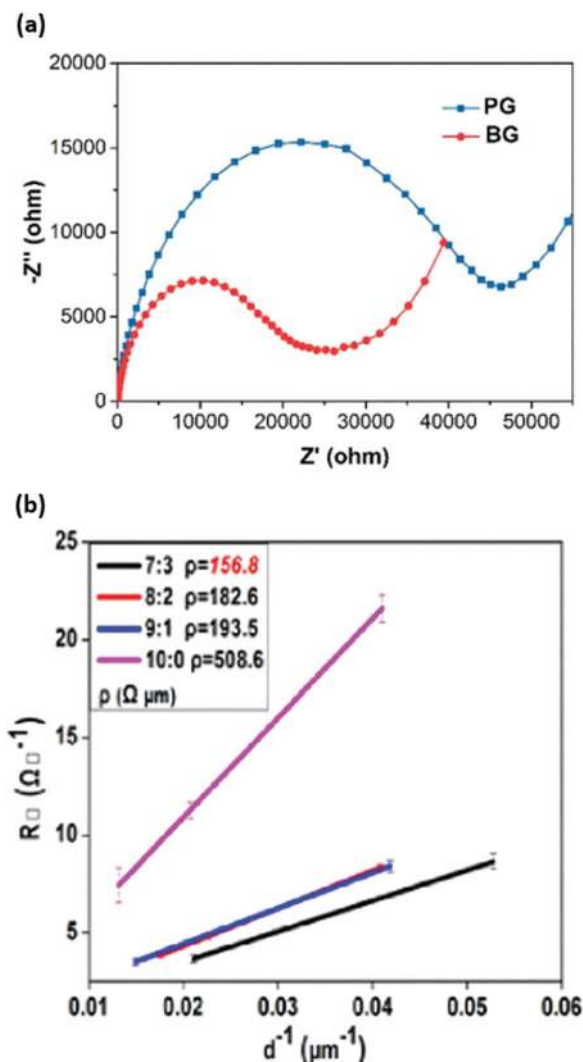 (a)
20000
15000
10000
5000
0
-Z'' (ohm)
PG
BG
0 10000 20000 30000 40000 50000
Z' (ohm)
(b)
25
20
15
10
5
R□ (Ω□⁻¹)
7:3 ρ=156.8
8:2 ρ=182.6
9:1 ρ=193.5
10:0 ρ=508.6
ρ (Ω µm)
0.01 0.02 0.03 0.04 0.05 0.06
d⁻¹ (µm⁻¹)